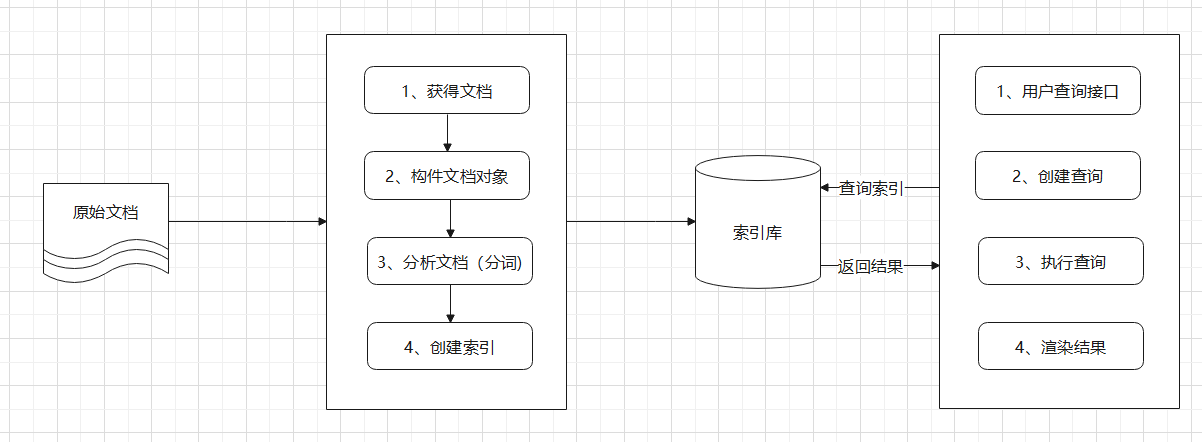 原始文档
1、获得文档
2、构件文档对象
3、分析文档（分词)
4、创建索引
索引库
查询索引
返回结果
1、用户查询接口
2、创建查询
3、执行查询
4、渲染结果